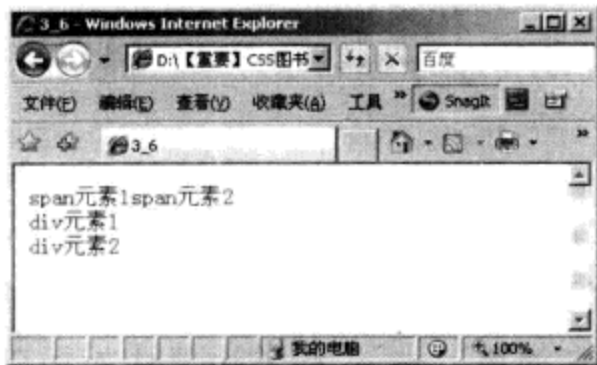 3_6 - Windows Internet Explorer
D:\【重要】CSS图书
百度
文件(F) 编辑(E) 查看(V) 收藏夹(A) 工具 » SnagIt
3_6 »
span元素1span元素2
div元素1
div元素2
我的电脑 100%